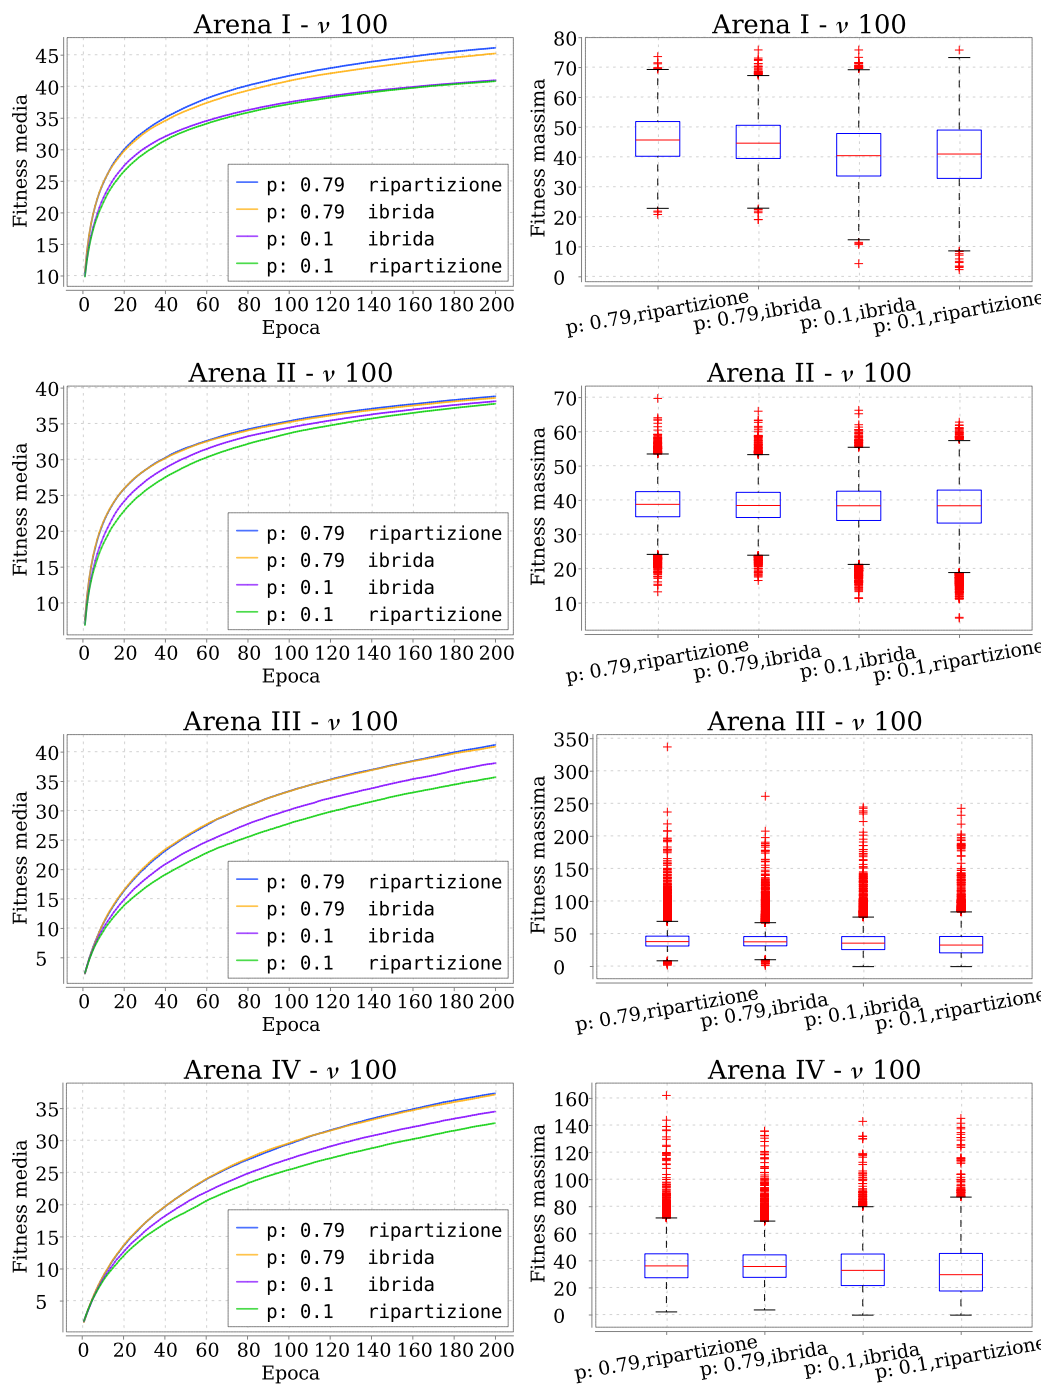 Arena I - ν 100
Fitness media
45
40
35
30
25
20
15
10
p: 0.79 ripartizione
p: 0.79 ibrida
p: 0.1 ibrida
p: 0.1 ripartizione
0 20 40 60 80 100 120 140 160 180 200
Epoca
Arena I - ν 100
Fitness massima
80
70
60
50
40
30
20
10
0
p: 0.79,ripartizione
p: 0.79,ibrida
p: 0.1,ibrida
p: 0.1,ripartizione
Arena II - ν 100
Fitness media
40
35
30
25
20
15
10
p: 0.79 ripartizione
p: 0.79 ibrida
p: 0.1 ibrida
p: 0.1 ripartizione
0 20 40 60 80 100 120 140 160 180 200
Epoca
Arena II - ν 100
Fitness massima
70
60
50
40
30
20
10
p: 0.79,ripartizione
p: 0.79,ibrida
p: 0.1,ibrida
p: 0.1,ripartizione
Arena III - ν 100
Fitness media
40
35
30
25
20
15
10
5
p: 0.79 ripartizione
p: 0.79 ibrida
p: 0.1 ibrida
p: 0.1 ripartizione
0 20 40 60 80 100 120 140 160 180 200
Epoca
Arena III - ν 100
Fitness massima
350
300
250
200
150
100
50
0
p: 0.79,ripartizione
p: 0.79,ibrida
p: 0.1,ibrida
p: 0.1,ripartizione
Arena IV - ν 100
Fitness media
35
30
25
20
15
10
5
p: 0.79 ripartizione
p: 0.79 ibrida
p: 0.1 ibrida
p: 0.1 ripartizione
0 20 40 60 80 100 120 140 160 180 200
Epoca
Arena IV - ν 100
Fitness massima
160
140
120
100
80
60
40
20
0
p: 0.79,ripartizione
p: 0.79,ibrida
p: 0.1,ibrida
p: 0.1,ripartizione